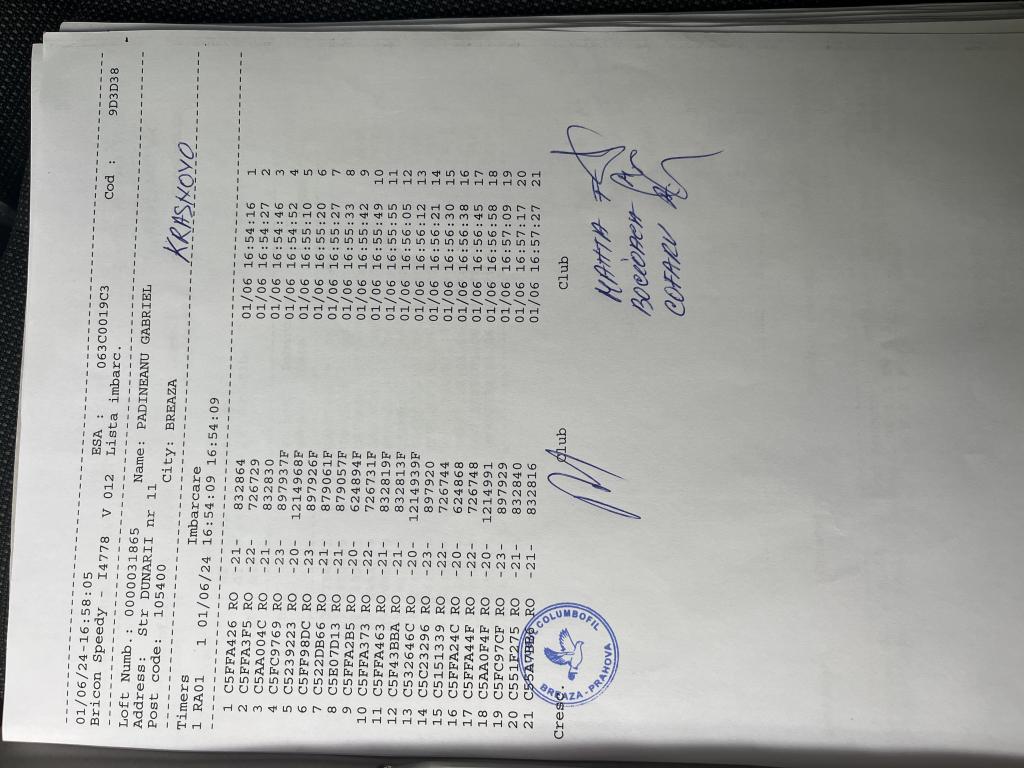 01/06/24-16:58:05
Bricon Speedy - I4778 V 012 ESA : 063C0019C3
Lista imbarc. Cod : 9D3D38
Loft Numb.: 0000031865
Address: Name: PADINEANU GABRIEL
Str DUNARII nr 11
Post code: 105400 City: BREAZA
KRASNOYO
Timers Imbarcare
1 RA01 1 01/06/24 16:54:09 16:54:09
1 C5FFA426 RO -21- 832864 01/06 16:54:16 1
2 C5FFA3F5 RO -22- 726729 01/06 16:54:27 2
3 C5AA004C RO -21- 832830 01/06 16:54:46 3
4 C5FC9769 RO -23- 897937F 01/06 16:54:52 4
5 C5239223 RO -20- 1214968F 01/06 16:55:10 5
6 C5FF98DC RO -23- 897926F 01/06 16:55:20 6
7 C522DB66 RO -21- 879061F 01/06 16:55:27 7
8 C5E07D13 RO -21- 879057F 01/06 16:55:33 8
9 C5FFA2B5 RO -20- 624894F 01/06 16:55:42 9
10 C5FFA773 RO -22- 726731F 01/06 16:55:49 10
11 C5FFA463 RO -21- 832819F 01/06 16:55:55 11
12 C5F43BBA RO -21- 832813F 01/06 16:56:05 12
13 C532646C RO -20- 1214939F 01/06 16:56:12 13
14 C5C23296 RO -23- 897920 01/06 16:56:21 14
15 C5151339 RO -22- 726744 01/06 16:56:30 15
16 C5FFA24C RO -20- 624868 01/06 16:56:38 16
17 C5FFA44F RO -22- 726748 01/06 16:56:45 17
18 C5AA0F4F RO -20- 1214991 01/06 16:56:58 18
19 C5FC97CF RO -23- 897929 01/06 16:57:09 19
20 C551F275 RO -21- 832840 01/06 16:57:17 20
21 C55A7BB0 RO -21- 832816 01/06 16:57:27 21
Cresc. Club Club
COLUMBOFIL
BREAZA-PRAHOVA
COFARU